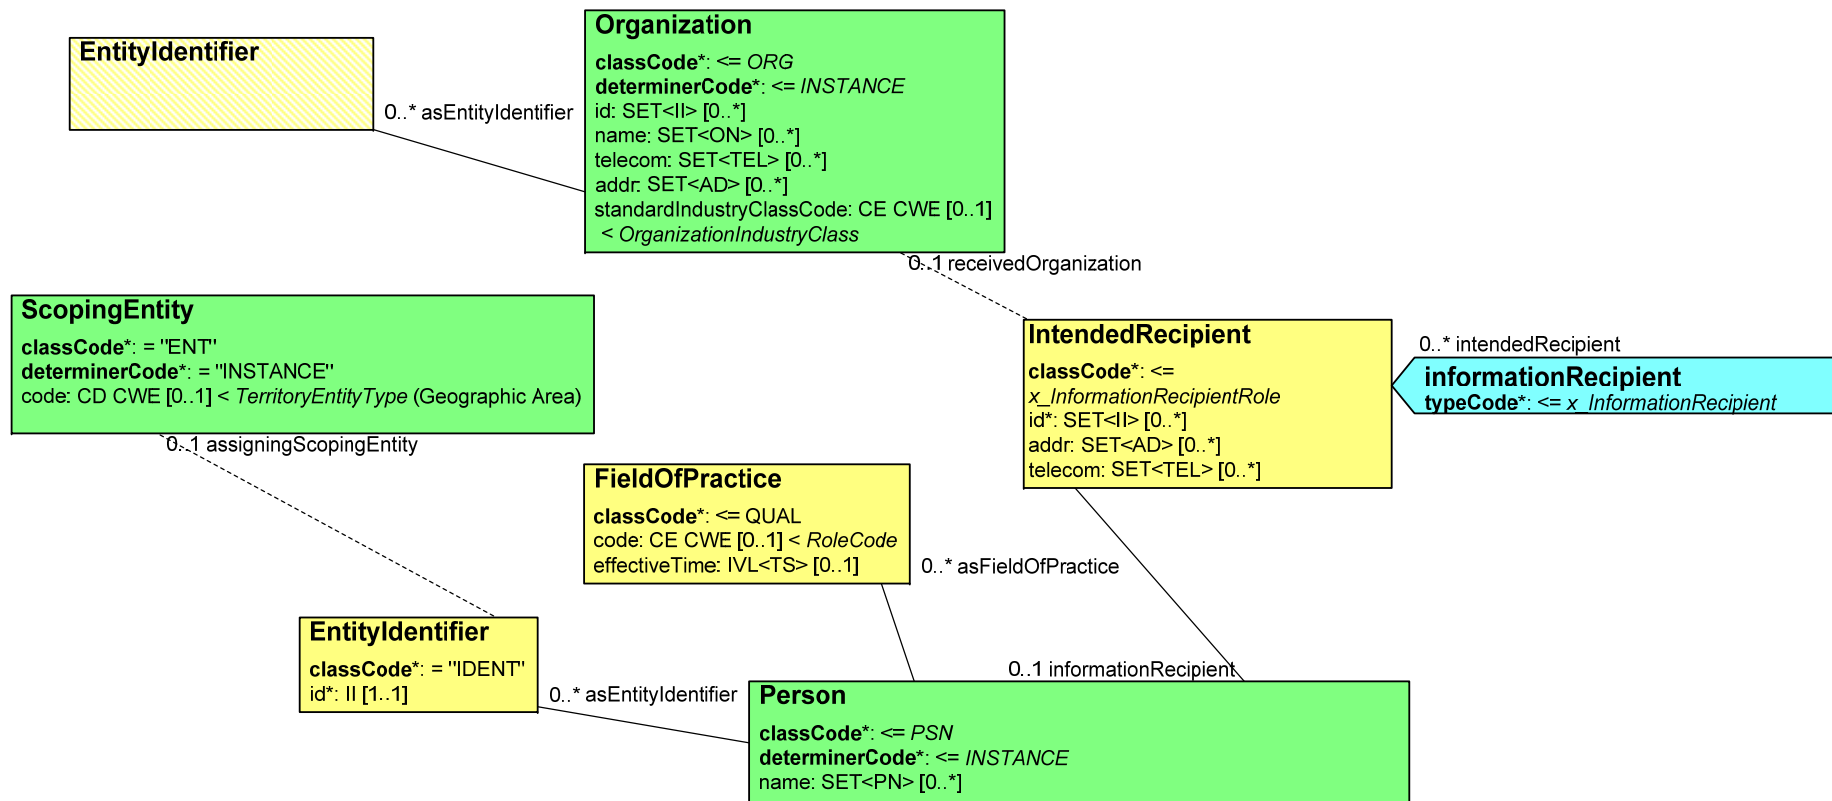 EntityIdentifier
0..* asEntityIdentifier
Organization
classCode*: <= ORG
determinerCode*: <= INSTANCE
id: SET<II> [0..*]
name: SET<ON> [0..*]
telecom: SET<TEL> [0..*]
addr: SET<AD> [0..*]
standardIndustryClassCode: CE CWE [0..1]
< OrganizationIndustryClass
0..1 receivedOrganization
ScopingEntity
classCode*: = "ENT"
determinerCode*: = "INSTANCE"
code: CD CWE [0..1] < TerritoryEntityType (Geographic Area)
0..1 assigningScopingEntity
IntendedRecipient
classCode*: <=
x_InformationRecipientRole
id*: SET<II> [0..*]
addr: SET<AD> [0..*]
telecom: SET<TEL> [0..*]
0..* intendedRecipient
informationRecipient
typeCode*: <= x_InformationRecipient
FieldOfPractice
classCode*: <= QUAL
code: CE CWE [0..1] < RoleCode
effectiveTime: IVL<TS> [0..1]
0..* asFieldOfPractice
EntityIdentifier
classCode*: = "IDENT"
id*: II [1..1]
0..* asEntityIdentifier
0..1 informationRecipient
Person
classCode*: <= PSN
determinerCode*: <= INSTANCE
name: SET<PN> [0..*]